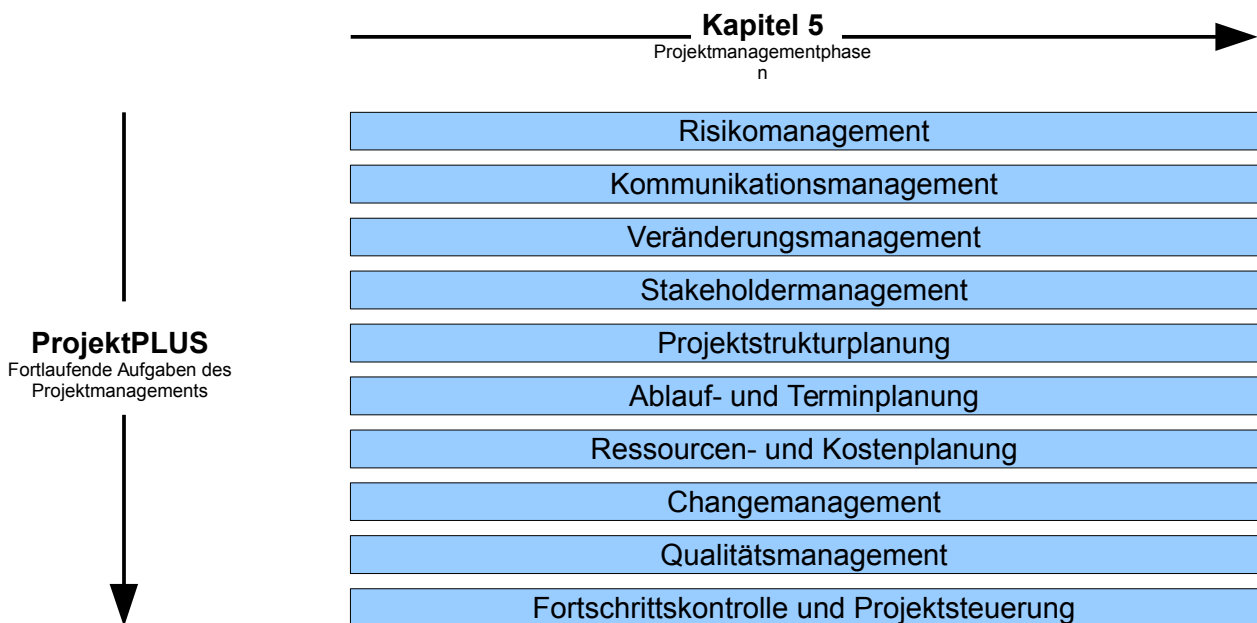 Kapitel 5
Projektmanagementphase
n
Risikomanagement
Kommunikationsmanagement
Veränderungsmanagement
Stakeholdermanagement
ProjektPLUS
Fortlaufende Aufgaben des
Projektmanagements
Projektstrukturplanung
Ablauf- und Terminplanung
Ressourcen- und Kostenplanung
Changemanagement
Qualitätsmanagement
Fortschrittskontrolle und Projektsteuerung